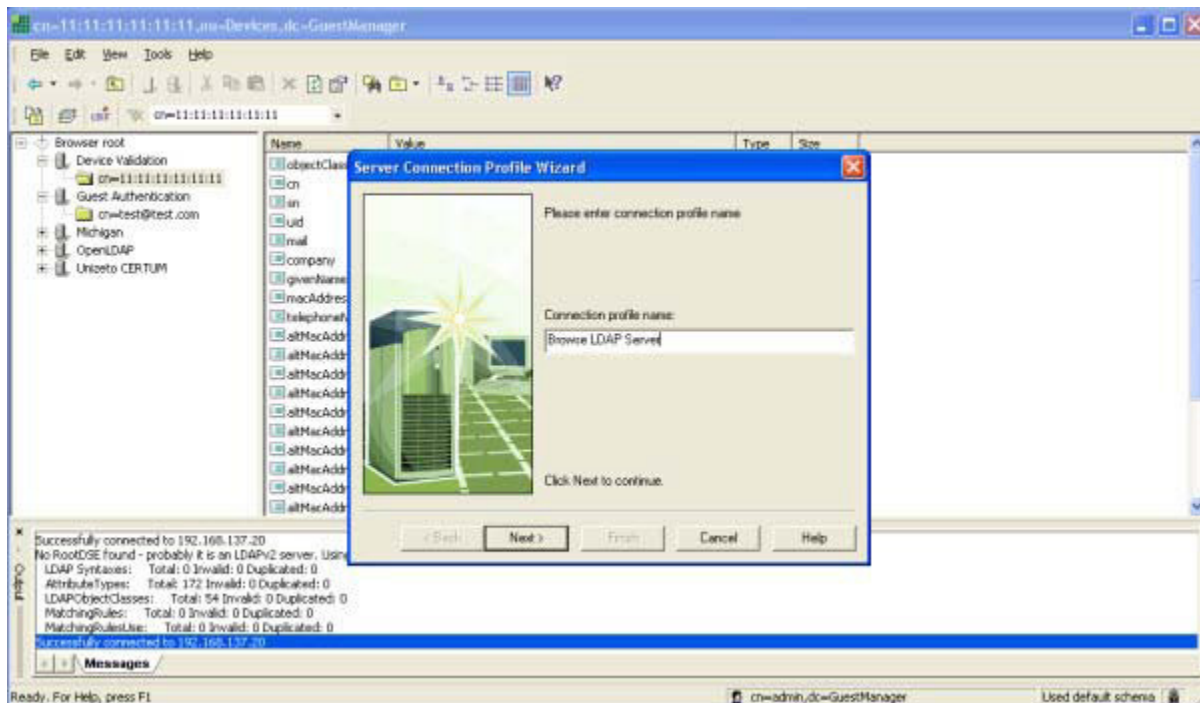 cn=11:11:11:11:11:11,ou=Devices,dc=GuestManager
File Edit View Tools Help
cn=11:11:11:11:11:11
Browser root
Device Validation
cn=11:11:11:11:11:11
Guest Authentication
cn=test@test.com
Michigan
OpenLDAP
Unizeto CERTUM
Name Value Type Size
objectClass
cn
sn
uid
mail
company
givenName
macAddres
telephoneN
altMacAddr
altMacAddr
altMacAddr
altMacAddr
altMacAddr
altMacAddr
altMacAddr
altMacAddr
altMacAddr
altMacAddr
Server Connection Profile Wizard
Please enter connection profile name
Connection profile name:
Browse LDAP Server
Click Next to continue.
< Back Next > Finish Cancel Help
Output
Successfully connected to 192.168.137.20
No RootDSE found - probably it is an LDAPv2 server. Using
LDAP Syntaxes: Total: 0 Invalid: 0 Duplicated: 0
AttributeTypes: Total: 172 Invalid: 0 Duplicated: 0
LDAPObjectClasses: Total: 54 Invalid: 0 Duplicated: 0
MatchingRules: Total: 0 Invalid: 0 Duplicated: 0
MatchingRulesUse: Total: 0 Invalid: 0 Duplicated: 0
Successfully connected to 192.168.137.20
Messages
Ready. For Help, press F1 cn=admin,dc=GuestManager Used default schema